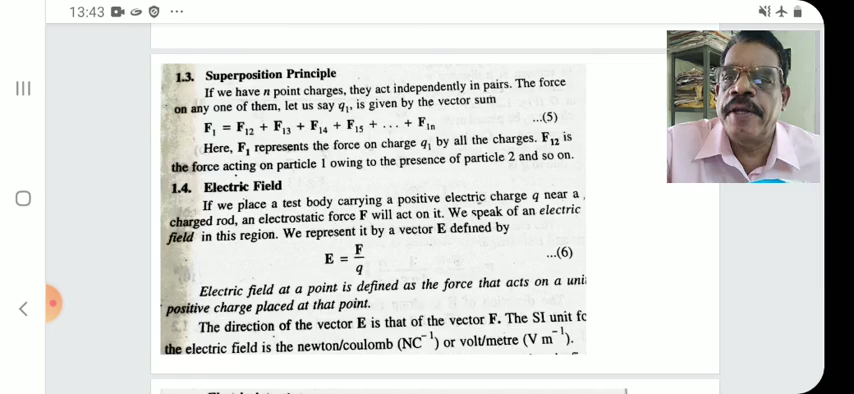 13:43
1.3. Superposition Principle
If we have n point charges, they act independently in pairs. The force
on any one of them, let us say q₁, is given by the vector sum
F₁ = F₁₂ + F₁₃ + F₁₄ + F₁₅ + ... + F₁ₙ ...(5)
Here, F₁ represents the force on charge q₁ by all the charges. F₁₂ is
the force acting on particle 1 owing to the presence of particle 2 and so on.
1.4. Electric Field
If we place a test body carrying a positive electric charge q near a
charged rod, an electrostatic force F will act on it. We speak of an electric
field in this region. We represent it by a vector E defined by
E = F/q ...(6)
Electric field at a point is defined as the force that acts on a uni
positive charge placed at that point.
The direction of the vector E is that of the vector F. The SI unit fo
the electric field is the newton/coulomb (NC⁻¹) or volt/metre (V m⁻¹).